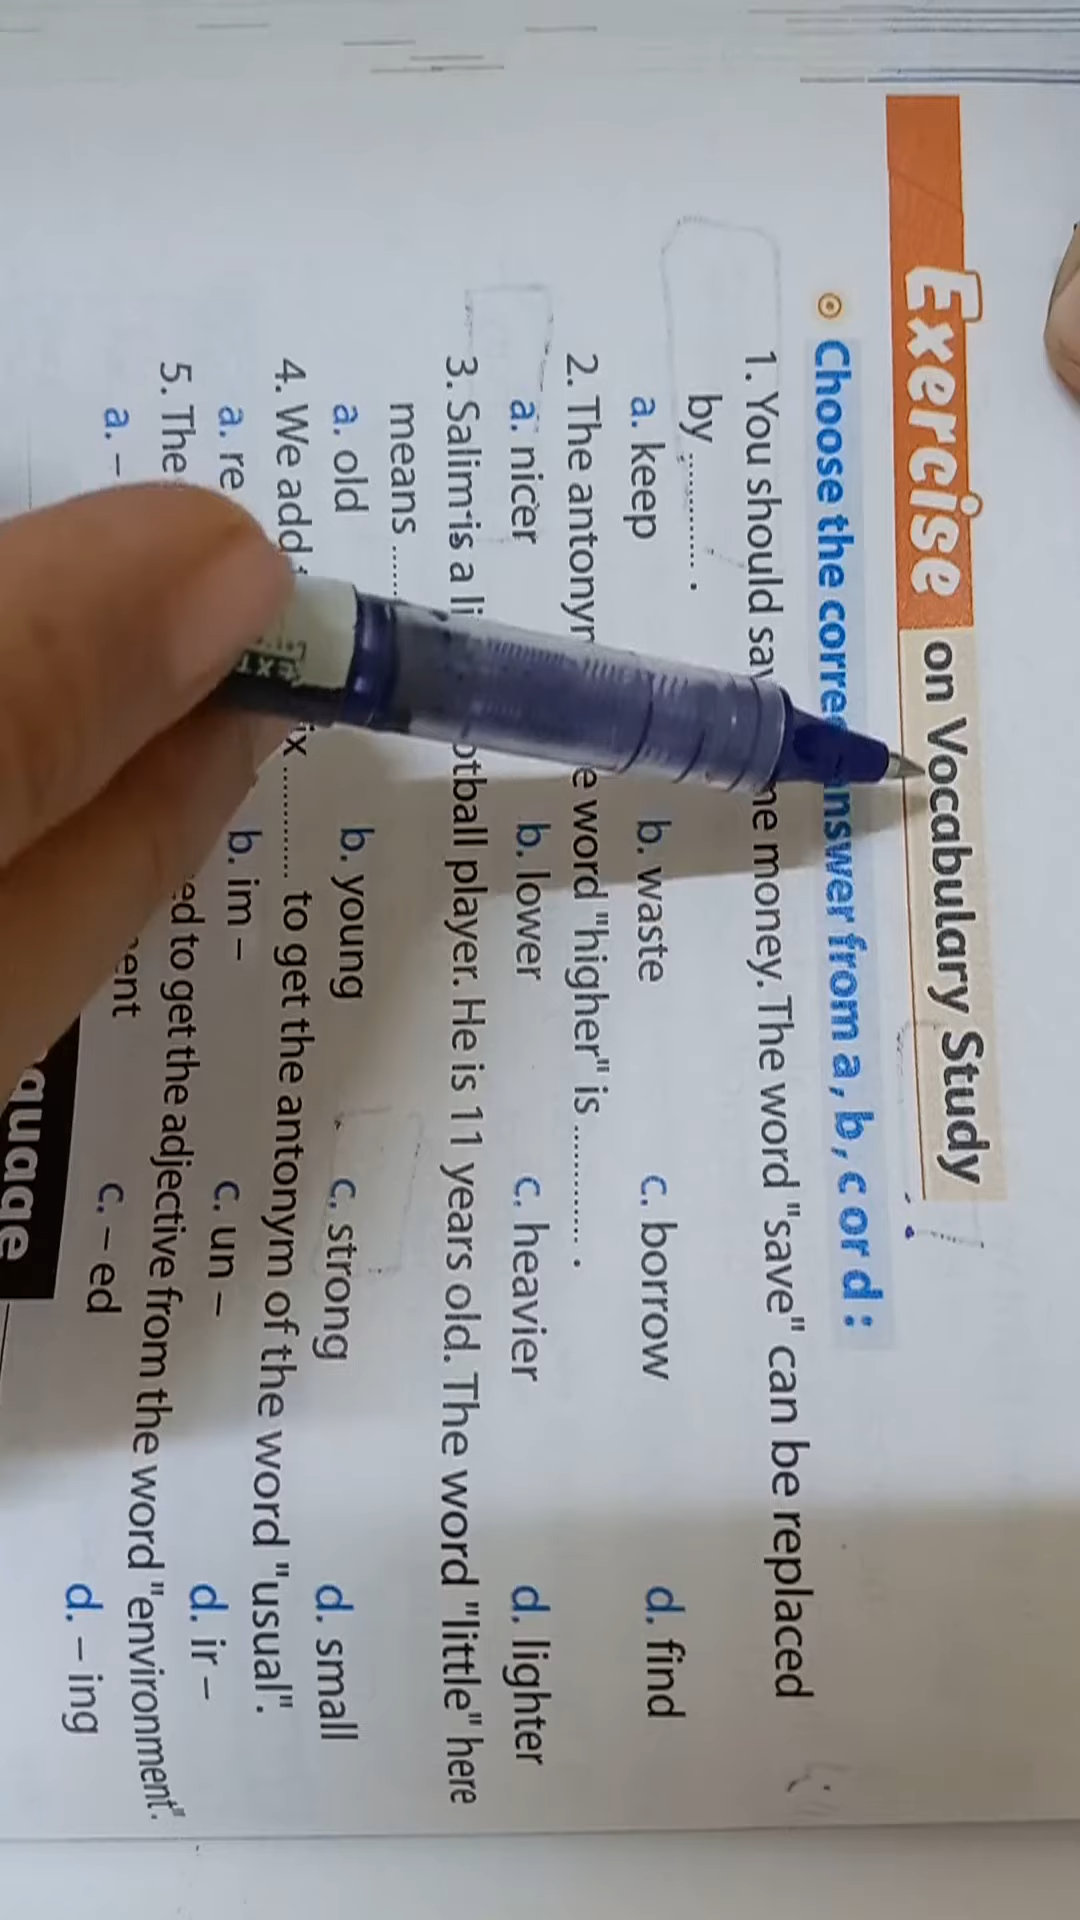 Exercise on Vocabulary Study
Choose the corre nswer from a, b, c or d :
1. You should sav me money. The word "save" can be replaced
by ............ .
a. keep b. waste c. borrow d. find
2. The antonym e word "higher" is ............ .
a. nicer b. lower c. heavier d. lighter
3. Salim is a li otball player. He is 11 years old. The word "little" here
means ......
a. old b. young c. strong d. small
4. We add ix ............ to get the antonym of the word "usual".
a. re b. im – c. un – d. ir –
5. The ed to get the adjective from the word "environment".
a. – ent c. – ed d. – ing
guage